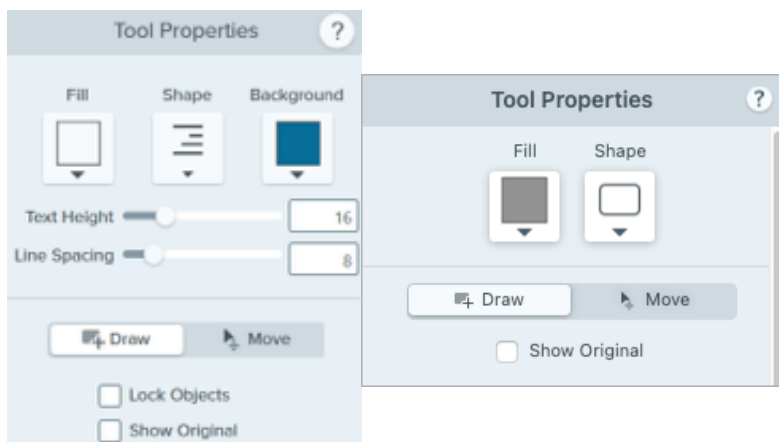 Tool Properties ?
Fill Shape Background
Text Height 16
Line Spacing 8
Draw Move
Lock Objects
Show Original
Tool Properties ?
Fill Shape
Draw Move
Show Original